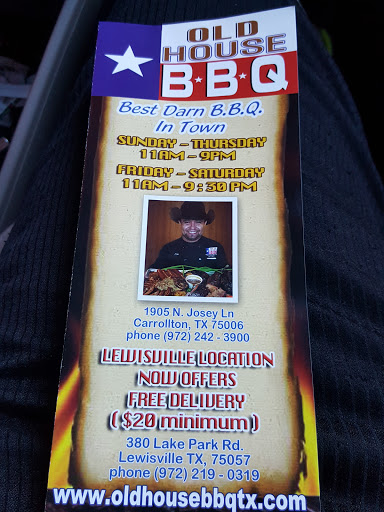 OLD
HOUSE
B★B★Q
Best Darn B.B.Q.
In Town
SUNDAY - THURSDAY
11AM - 9PM
FRIDAY - SATURDAY
11AM - 9:30PM
1905 N. Josey Ln
Carrollton, TX 75006
phone (972) 242 - 3900
LEWISVILLE LOCATION
NOW OFFERS
FREE DELIVERY
($20 minimum)
380 Lake Park Rd.
Lewisville TX, 75057
phone (972) 219 - 0319
www.oldhousebbqtx.com